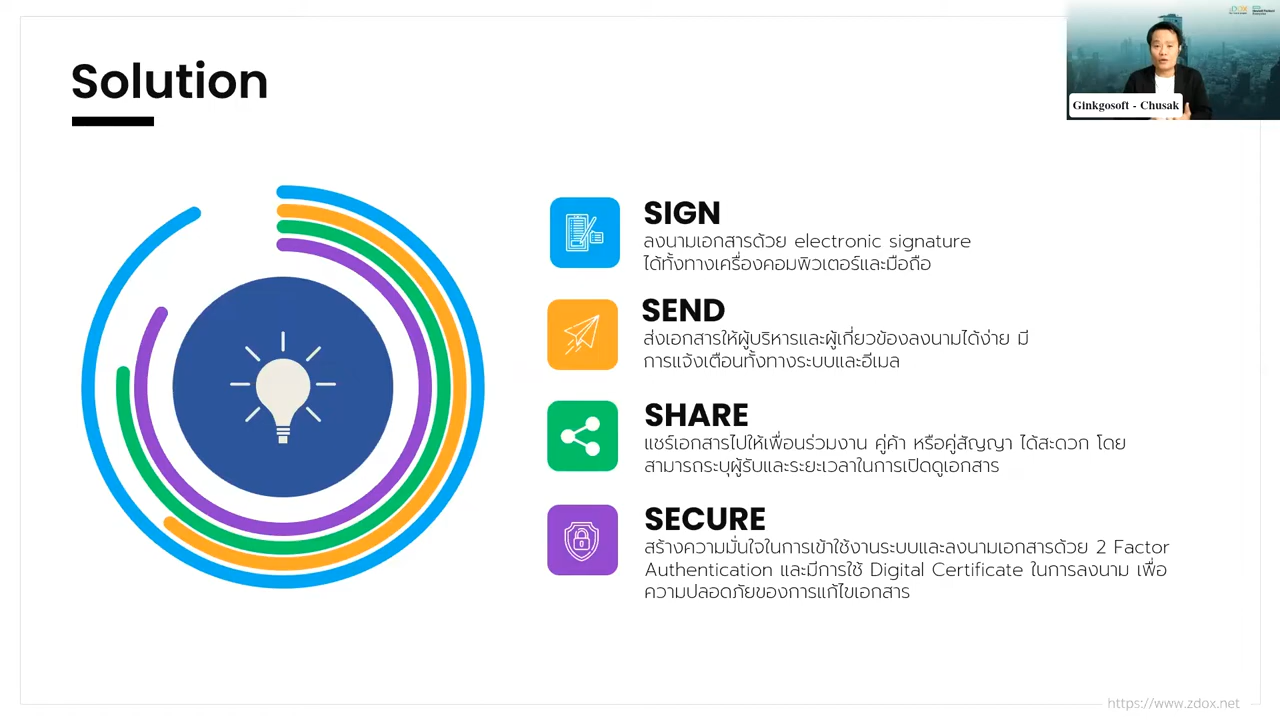 Solution
ZDOX
Ginkgosoft - Chusak
SIGN
ลงนามเอกสารด้วย electronic signature
ได้ทั้งทางเครื่องคอมพิวเตอร์และมือถือ
SEND
ส่งเอกสารให้ผู้บริหารและผู้เกี่ยวข้องลงนามได้ง่าย มี
การแจ้งเตือนทั้งทางระบบและอีเมล
SHARE
แชร์เอกสารไปให้เพื่อนร่วมงาน คู่ค้า หรือคู่สัญญา ได้สะดวก โดย
สามารถระบุผู้รับและระยะเวลาในการเปิดดูเอกสาร
SECURE
สร้างความมั่นใจในการเข้าใช้งานระบบและลงนามเอกสารด้วย 2 Factor
Authentication และมีการใช้ Digital Certificate ในการลงนาม เพื่อ
ความปลอดภัยของการแก้ไขเอกสาร
https://www.zdox.net